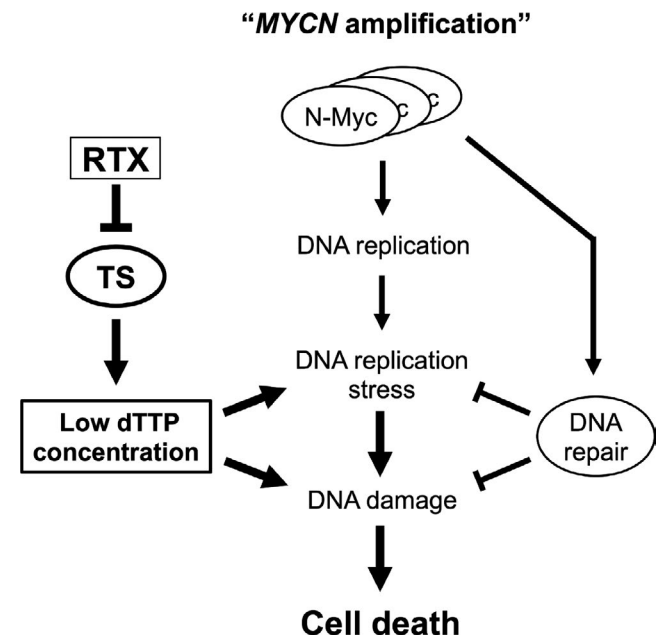 “MYCN amplification”
N-Myc
c
c
RTX
DNA replication
TS
DNA replication
stress
Low dTTP
concentration
DNA
repair
DNA damage
Cell death